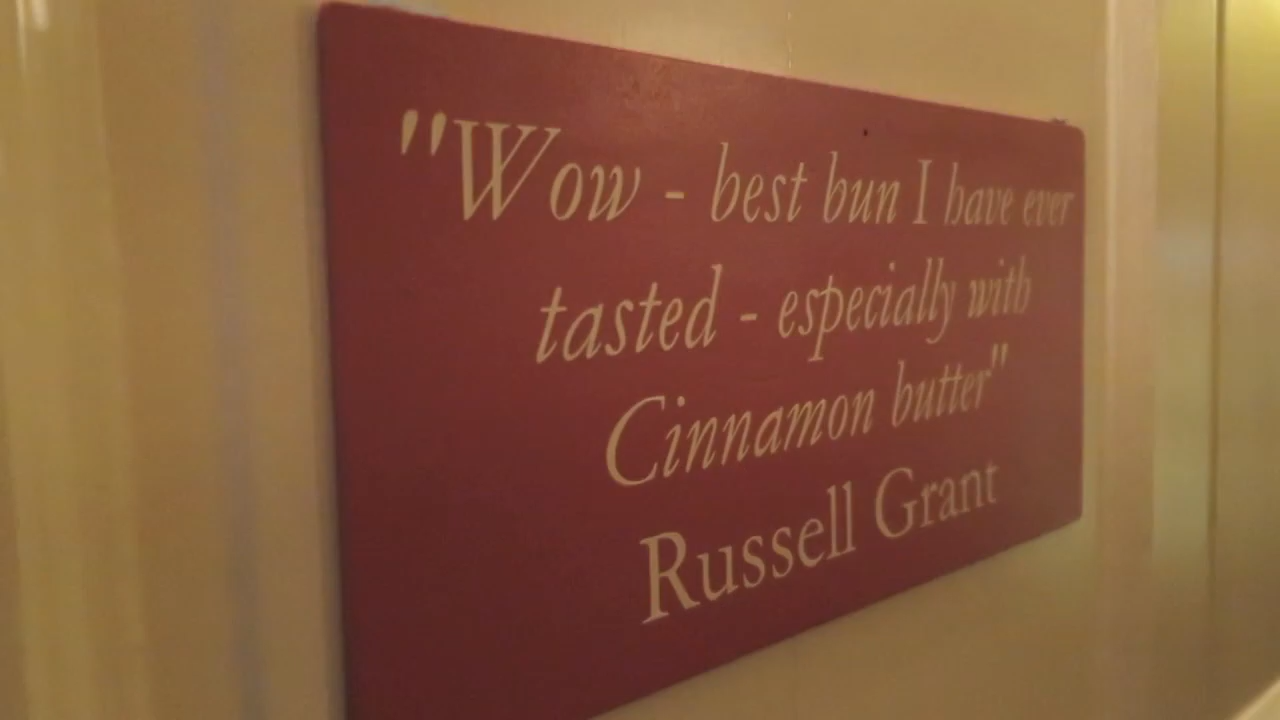 "Wow - best bun I have ever
tasted - especially with
Cinnamon butter"
Russell Grant